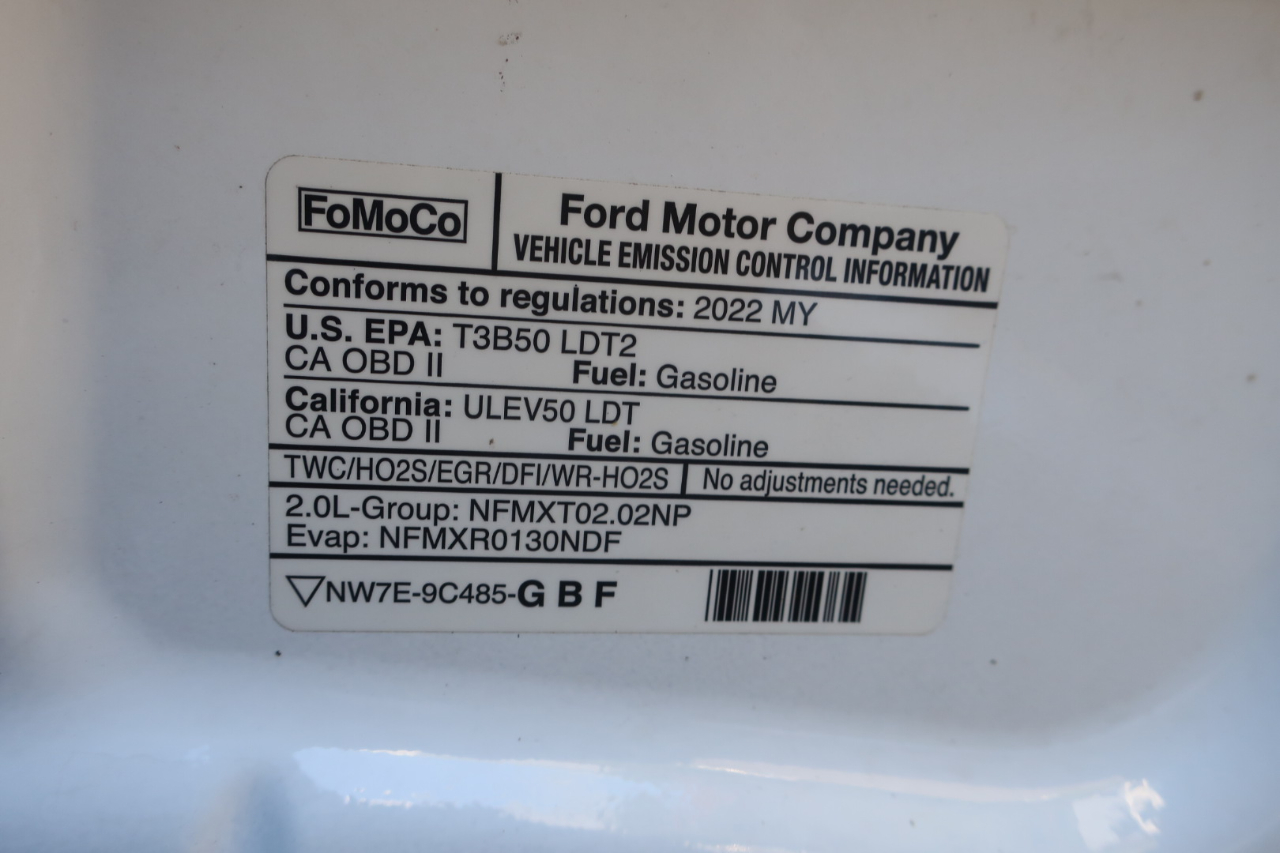 FoMoCo
Ford Motor Company
VEHICLE EMISSION CONTROL INFORMATION
Conforms to regulations: 2022 MY
U.S. EPA: T3B50 LDT2
CA OBD II Fuel: Gasoline
California: ULEV50 LDT
CA OBD II Fuel: Gasoline
TWC/HO2S/EGR/DFI/WR-HO2S No adjustments needed.
2.0L-Group: NFMXT02.02NP
Evap: NFMXR0130NDF
NW7E-9C485-G B F